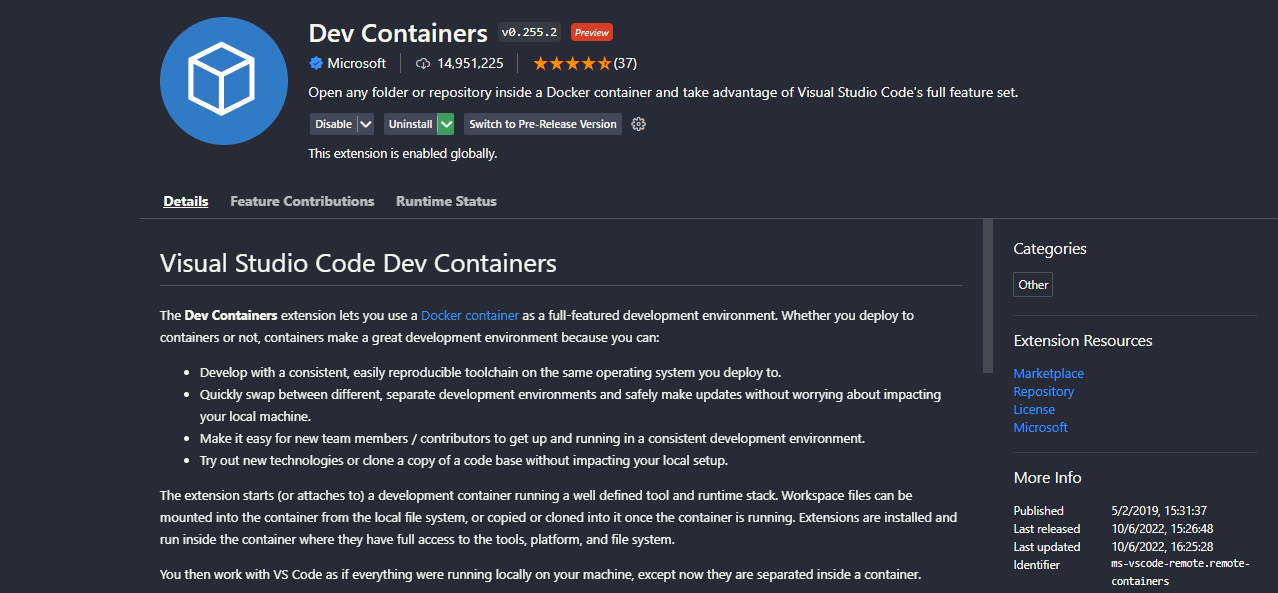 Dev Containers v0.255.2 Preview
Microsoft 14,951,225 (37)
Open any folder or repository inside a Docker container and take advantage of Visual Studio Code's full feature set.
Disable Uninstall Switch to Pre-Release Version
This extension is enabled globally.
Details Feature Contributions Runtime Status
Visual Studio Code Dev Containers
The Dev Containers extension lets you use a Docker container as a full-featured development environment. Whether you deploy to
containers or not, containers make a great development environment because you can:
• Develop with a consistent, easily reproducible toolchain on the same operating system you deploy to.
• Quickly swap between different, separate development environments and safely make updates without worrying about impacting
your local machine.
• Make it easy for new team members / contributors to get up and running in a consistent development environment.
• Try out new technologies or clone a copy of a code base without impacting your local setup.
The extension starts (or attaches to) a development container running a well defined tool and runtime stack. Workspace files can be
mounted into the container from the local file system, or copied or cloned into it once the container is running. Extensions are installed and
run inside the container where they have full access to the tools, platform, and file system.
You then work with VS Code as if everything were running locally on your machine, except now they are separated inside a container.
Categories
Other
Extension Resources
Marketplace
Repository
License
Microsoft
More Info
Published 5/2/2019, 15:31:37
Last released 10/6/2022, 15:26:48
Last updated 10/6/2022, 16:25:28
Identifier ms-vscode-remote.remote-
containers